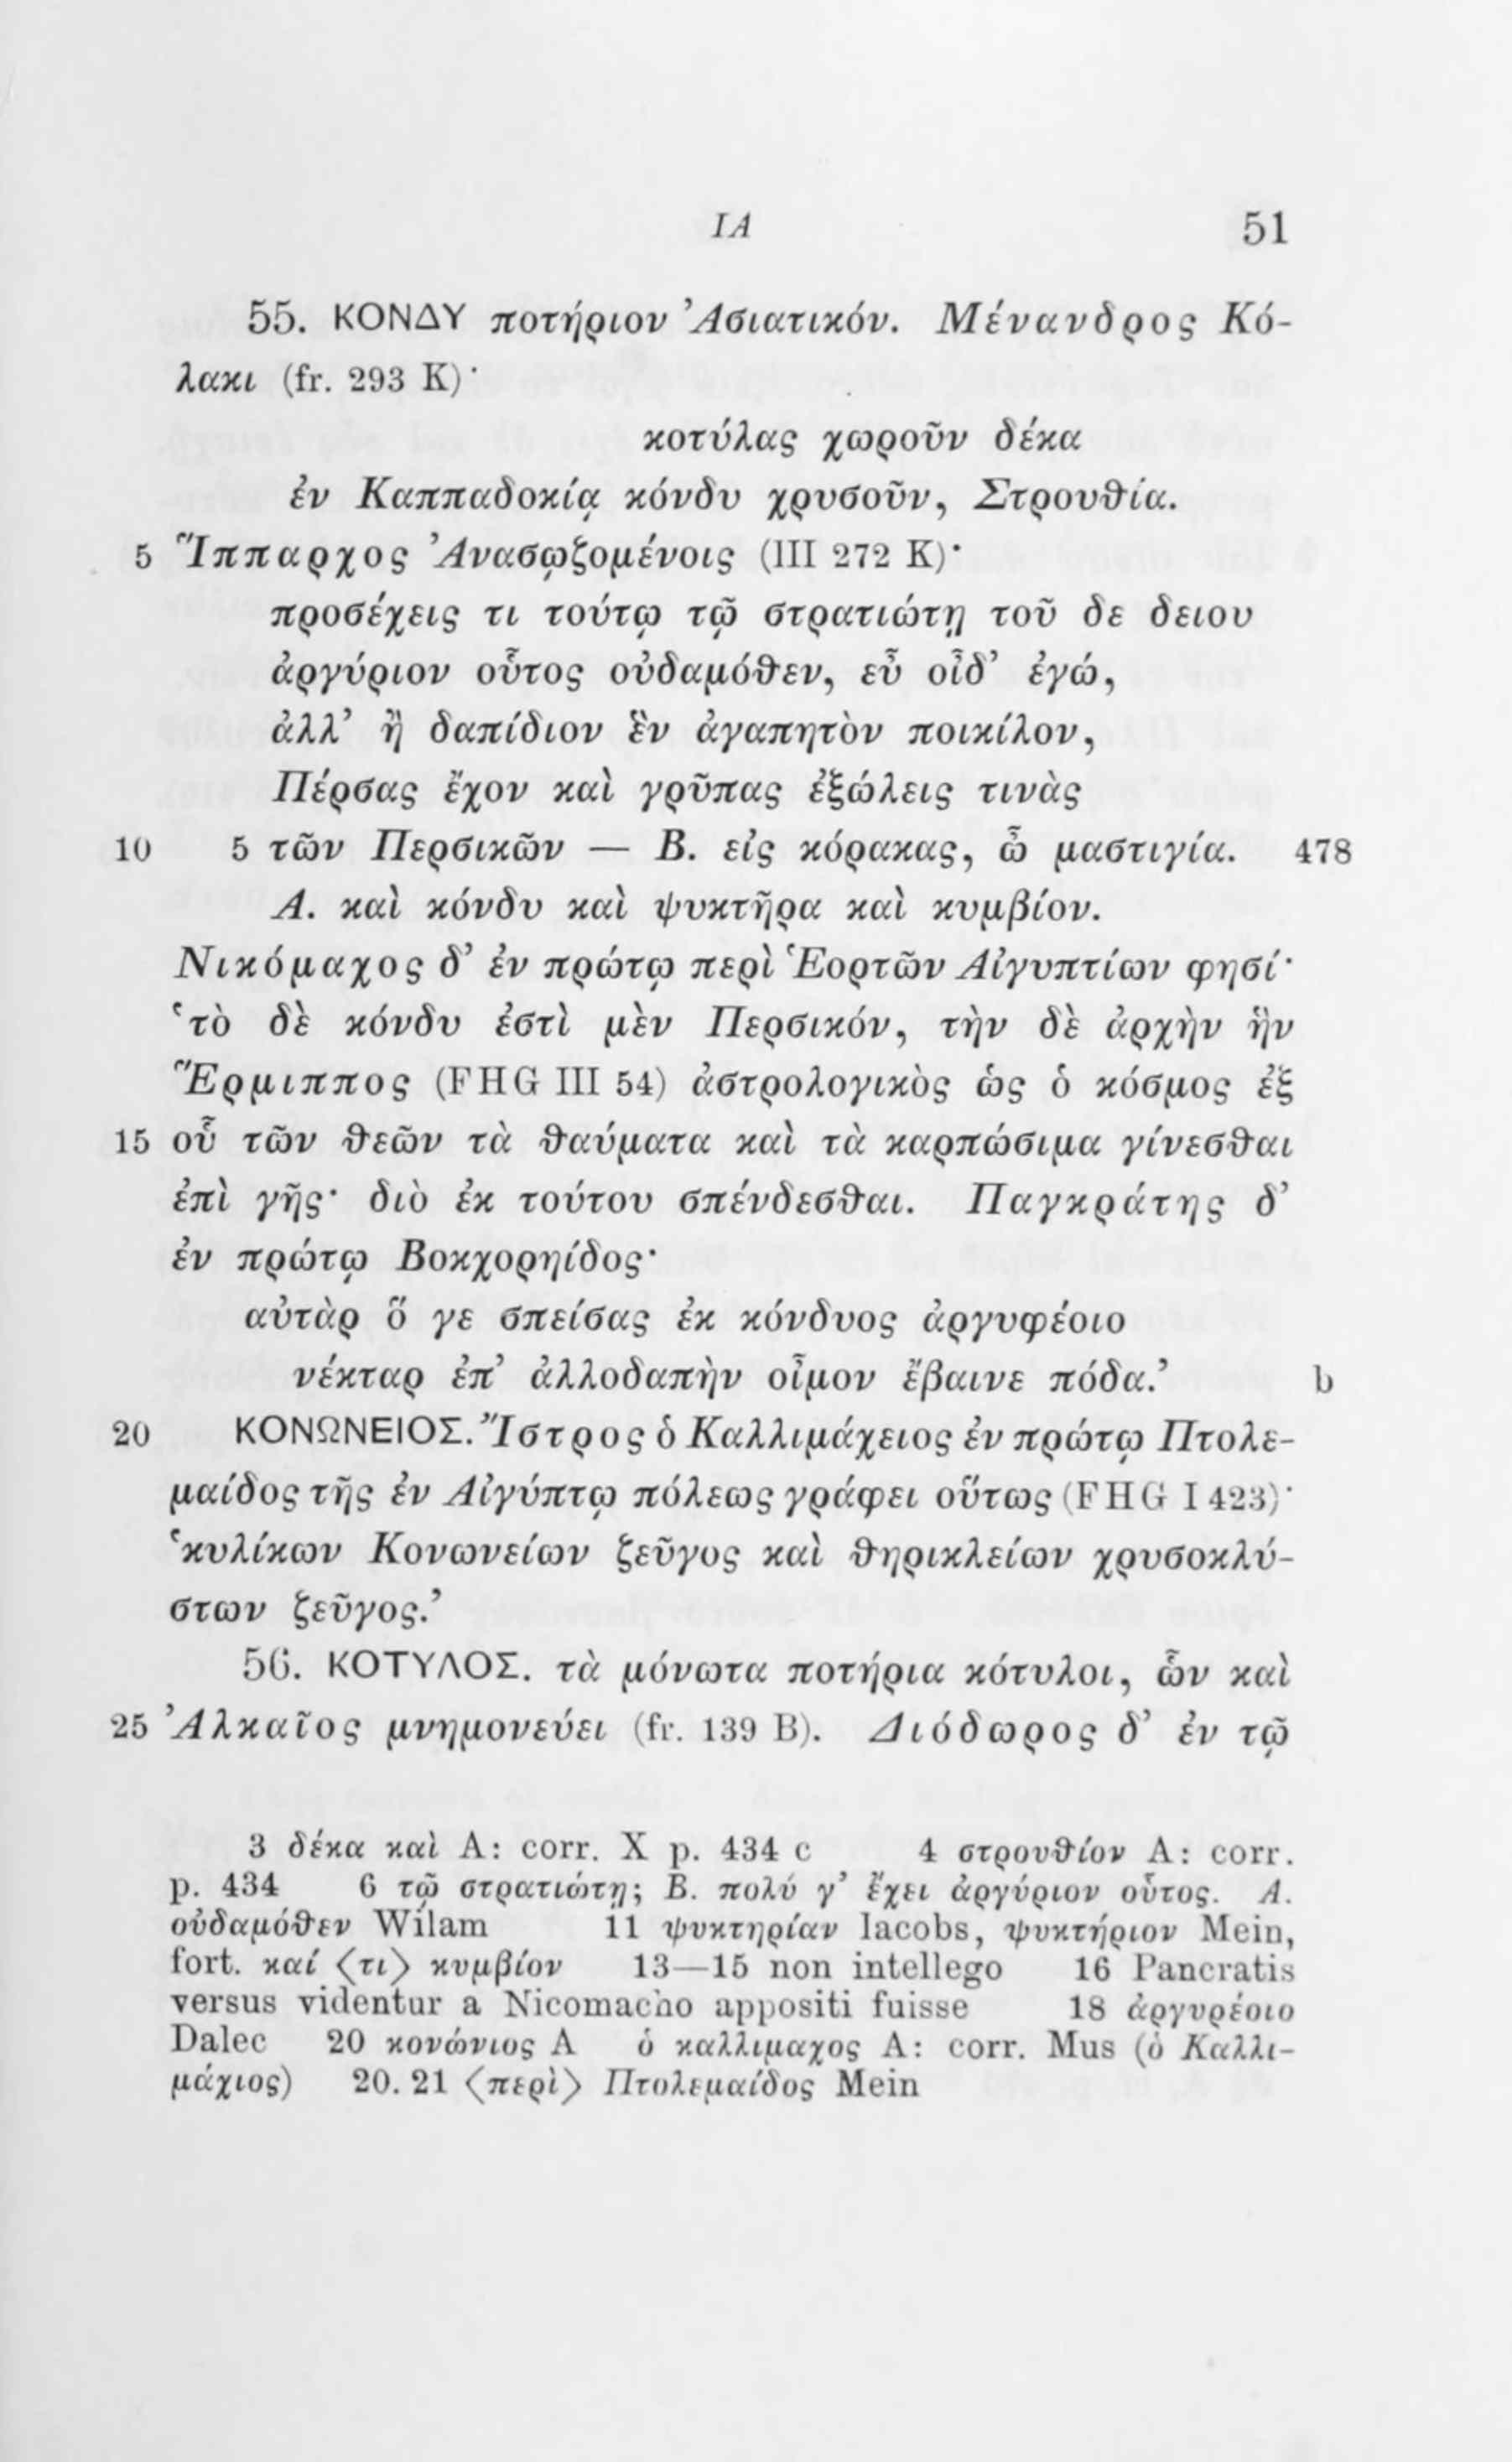 ΙΑ 51
55. ΚΟΝΔΥ ποτήριον Ἀσιατικόν. Μένανδρος Κό-
λακι (fr. 293 K)·
κοτύλας χωροῦν δέκα
ἐν Καππαδοκίᾳ κόνδυ χρυσοῦν, Στρουθία.
5 Ἵππαρχος Ἀνασῳζομένοις (III 272 K)·
προσέχεις τι τούτῳ τῷ στρατιώτῃ τοῦ δε δειου
ἀργύριον οὗτος οὐδαμόθεν, εὖ οἶδ’ ἐγώ,
ἀλλ’ ἢ δαπίδιον ἓν ἀγαπητὸν ποικίλον,
Πέρσας ἔχον καὶ γρῦπας ἐξώλεις τινὰς
10 5 τῶν Περσικῶν — Β. εἰς κόρακας, ὦ μαστιγία. 478
Α. καὶ κόνδυ καὶ ψυκτῆρα καὶ κυμβίον.
Νικόμαχος δ’ ἐν πρώτῳ περὶ Ἑορτῶν Αἰγυπτίων φησί·
‘τὸ δὲ κόνδυ ἐστὶ μὲν Περσικόν, τὴν δὲ ἀρχὴν ἣν
Ἕρμιππος (FHG III 54) ἀστρολογικὸς ὡς ὁ κόσμος ἐξ
15 οὗ τῶν θεῶν τὰ θαύματα καὶ τὰ καρπώσιμα γίνεσθαι
ἐπὶ γῆς· διὸ ἐκ τούτου σπένδεσθαι. Παγκράτης δ’
ἐν πρώτῳ Βοκχορηίδος·
αὐτὰρ ὅ γε σπείσας ἐκ κόνδυος ἀργυφέοιο
νέκταρ ἐπ’ ἀλλοδαπὴν οἶμον ἔβαινε πόδα.’ b
20 ΚΟΝΩΝΕΙΟΣ. Ἴστρος ὁ Καλλιμάχειος ἐν πρώτῳ Πτολε-
μαίδος τῆς ἐν Αἰγύπτῳ πόλεως γράφει οὕτως (FHG I 423)·
‘κυλίκων Κονωνείων ζεῦγος καὶ θηρικλείων χρυσοκλύ-
στων ζεῦγος.’
56. ΚΟΤΥΛΟΣ. τὰ μόνωτα ποτήρια κότυλοι, ὧν καὶ
25 Ἀλκαῖος μνημονεύει (fr. 139 B). Διόδωρος δ’ ἐν τῷ
3 δέκα καὶ A: corr. X p. 434 c 4 στρουθίον A: corr.
p. 434 6 τῷ στρατιώτῃ; Β. πολύ γ’ ἔχει ἀργύριον οὗτος. Α.
οὐδαμόθεν Wilam 11 ψυκτηρίαν Iacobs, ψυκτήριον Mein,
fort. καί ⟨τι⟩ κυμβίον 13—15 non intellego 16 Pancratis
versus videntur a Nicomacho appositi fuisse 18 ἀργυρέοιο
Dalec 20 κονώνιος A ὁ καλλιμαχος A: corr. Mus (ὁ Καλλι-
μάχιος) 20. 21 ⟨περὶ⟩ Πτολεμαίδος Mein